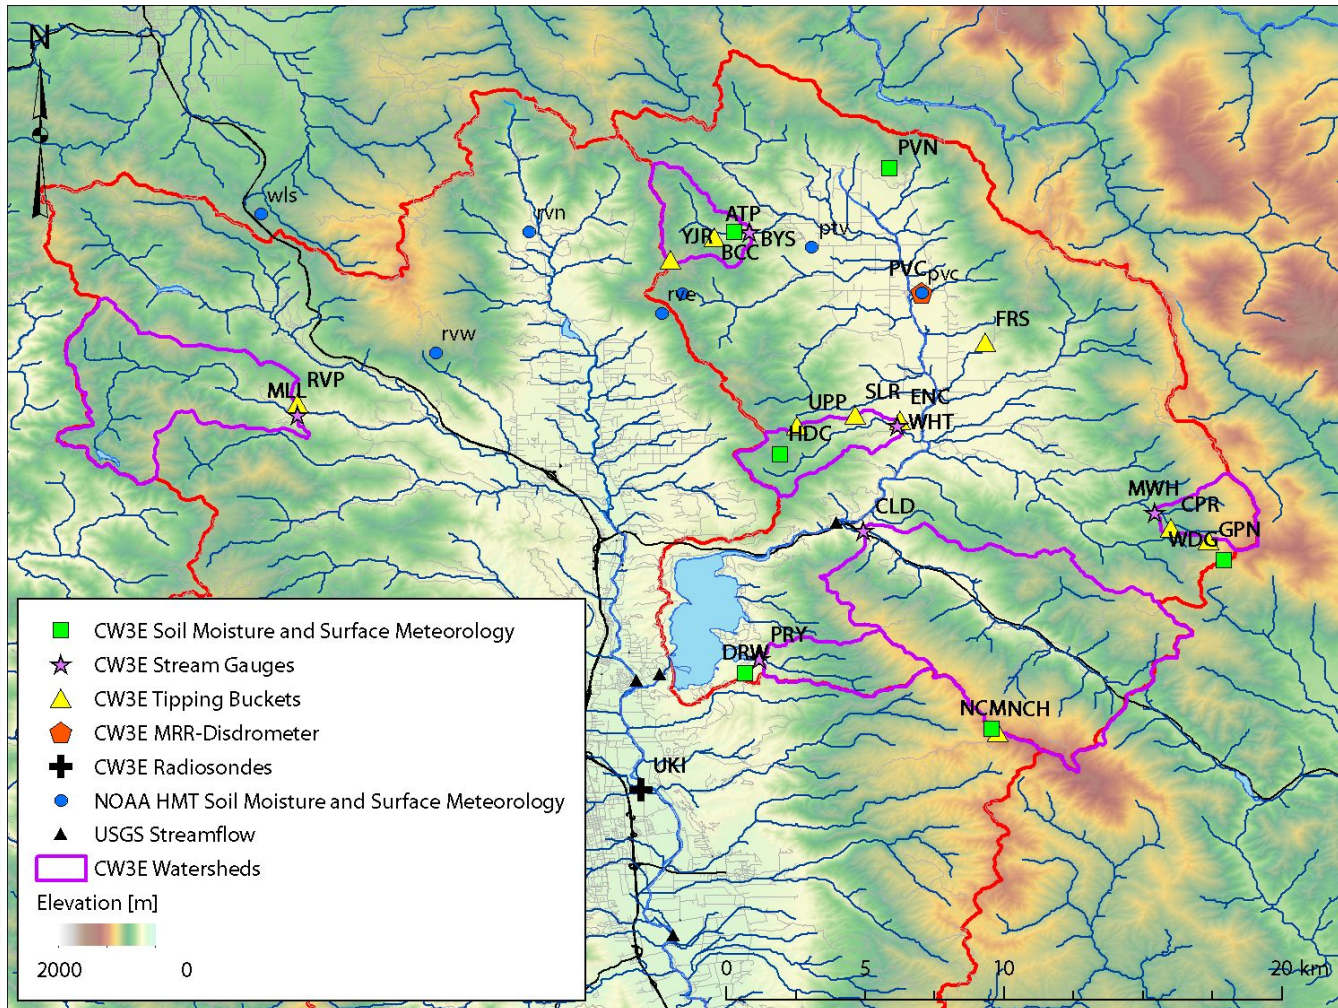 N
PVN
wls
rvn
ATP
YJR
BYS
ptv
BCC
PVC
pvc
rve
FRS
rvw
RVP
MLL
SLR
ENC
UPP
WHT
HDC
MWH
CPR
CLD
GPN
WDG
PRY
DRW
NCM
NCH
UKI
CW3E Soil Moisture and Surface Meteorology
CW3E Stream Gauges
CW3E Tipping Buckets
CW3E MRR-Disdrometer
CW3E Radiosondes
NOAA HMT Soil Moisture and Surface Meteorology
USGS Streamflow
CW3E Watersheds
Elevation [m]
2000 0
0 5 10 20 km